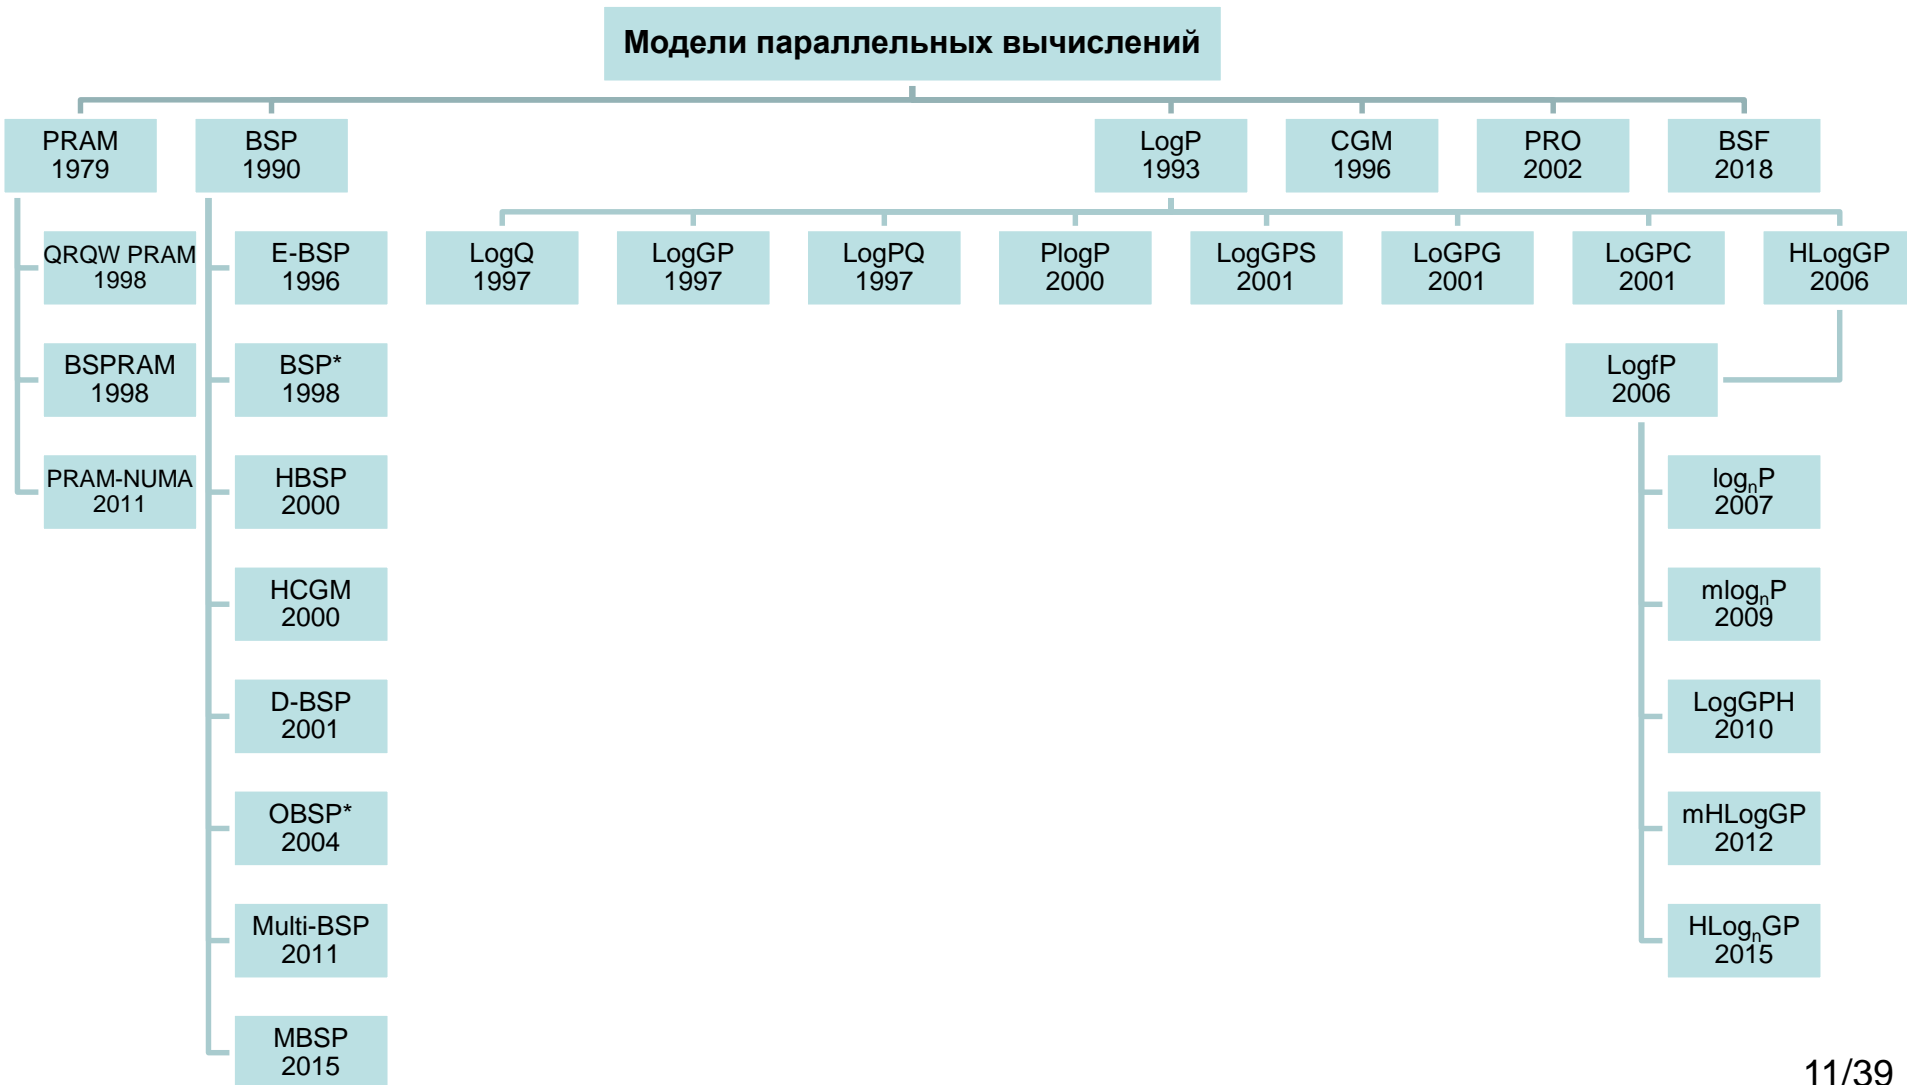 Модели параллельных вычислений
PRAM
1979
BSP
1990
LogP
1993
CGM
1996
PRO
2002
BSF
2018
QRQW PRAM
1998
BSPRAM
1998
PRAM-NUMA
2011
E-BSP
1996
BSP*
1998
HBSP
2000
HCGM
2000
D-BSP
2001
OBSP*
2004
Multi-BSP
2011
MBSP
2015
LogQ
1997
LogGP
1997
LogPQ
1997
PlogP
2000
LogGPS
2001
LoGPG
2001
LoGPC
2001
HLogGP
2006
LogfP
2006
logₙP
2007
mlogₙP
2009
LogGPH
2010
mHLogGP
2012
HLogₙGP
2015
11/39